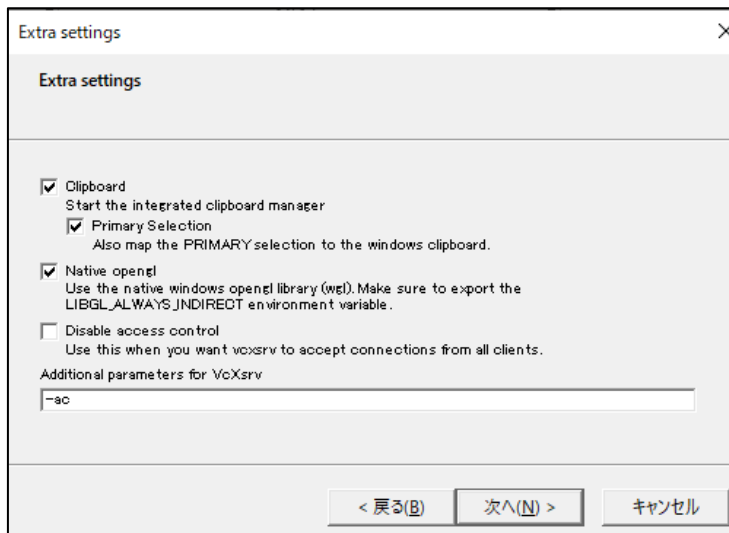 Extra settings
Extra settings
Clipboard
Start the integrated clipboard manager
Primary Selection
Also map the PRIMARY selection to the windows clipboard.
Native opengl
Use the native windows opengl library (wgl). Make sure to export the
LIBGL_ALWAYS_INDIRECT environment variable.
Disable access control
Use this when you want vcxsrv to accept connections from all clients.
Additional parameters for VcXsrv
-ac
< 戻る(B) 次へ(N) > キャンセル